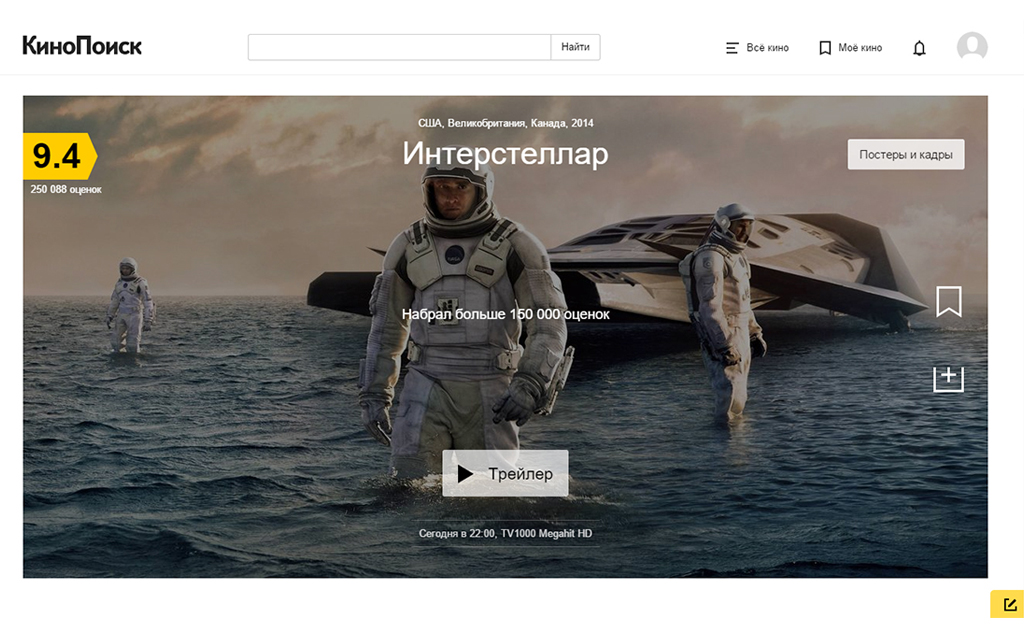 КиноПоиск
Найти
Всё кино
Моё кино
США, Великобритания, Канада, 2014
Интерстеллар
9.4
250 088 оценок
Постеры и кадры
Набрал больше 150 000 оценок
Трейлер
Сегодня в 22:00, TV1000 Megahit HD